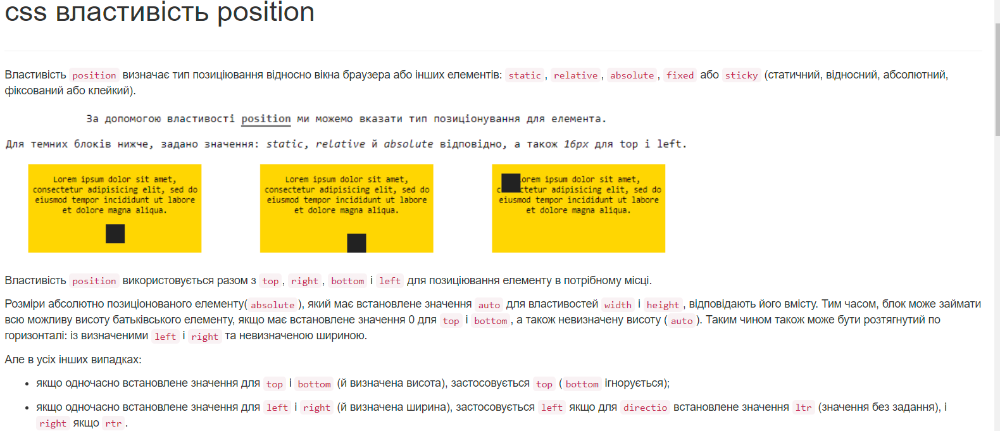 css властивість position
Властивість position визначає тип позиціювання відносно вікна браузера або інших елементів: static, relative, absolute, fixed або sticky (статичний, відносний, абсолютний,
фіксований або клейкий).
За допомогою властивості position ми можемо вказати тип позиціонування для елемента.
Для темних блоків нижче, задано значення: static, relative й absolute відповідно, а також 16px для top і left.
Lorem ipsum dolor sit amet,
consectetur adipisicing elit, sed do
eiusmod tempor incididunt ut labore
et dolore magna aliqua.
Lorem ipsum dolor sit amet,
consectetur adipisicing elit, sed do
eiusmod tempor incididunt ut labore
et dolore magna aliqua.
orem ipsum dolor sit amet,
c tetur adipisicing elit, sed do
eiusmod tempor incididunt ut labore
et dolore magna aliqua.
Властивість position використовується разом з top, right, bottom і left для позиціювання елементу в потрібному місці.
Розміри абсолютно позиціонованого елементу( absolute ), який має встановлене значення auto для властивостей width і height, відповідають його вмісту. Тим часом, блок може займати
всю можливу висоту батьківського елементу, якщо має встановлене значення 0 для top і bottom, а також невизначену висоту ( auto ). Таким чином також може бути розтягнутий по
горизонталі: із визначеними left і right та невизначеною шириною.
Але в усіх інших випадках:
• якщо одночасно встановлене значення для top і bottom (й визначена висота), застосовується top ( bottom ігнорується);
• якщо одночасно встановлене значення для left і right (й визначена ширина), застосовується left якщо для directio встановлене значення ltr (значення без задання), і
right якщо rtr.